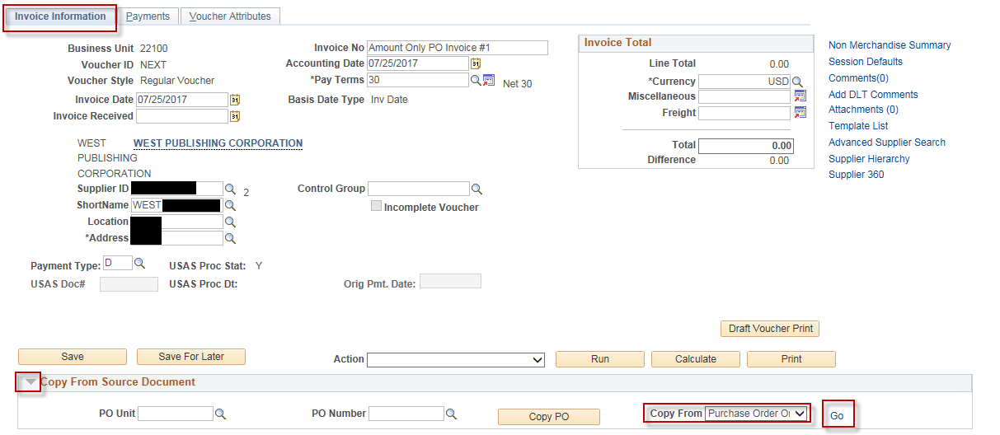 Invoice Information Payments Voucher Attributes
Business Unit 22100 Invoice No Amount Only PO Invoice #1 Invoice Total Non Merchandise Summary
Voucher ID NEXT Accounting Date 07/25/2017 31 Line Total 0.00 Session Defaults
Voucher Style Regular Voucher *Pay Terms 30 Net 30 *Currency USD Comments(0)
Invoice Date 07/25/2017 31 Basis Date Type Inv Date Miscellaneous Add DLT Comments
Invoice Received 31 Freight Attachments (0)
Template List
WEST WEST PUBLISHING CORPORATION Total 0.00 Advanced Supplier Search
PUBLISHING Difference 0.00 Supplier Hierarchy
CORPORATION Supplier 360
Supplier ID 2 Control Group
ShortName WEST Incomplete Voucher
Location
*Address
Payment Type: D USAS Proc Stat: Y
USAS Doc# USAS Proc Dt: Orig Pmt. Date:
Draft Voucher Print
Save Save For Later Action Run Calculate Print
Copy From Source Document
PO Unit PO Number Copy PO Copy From Purchase Order Go